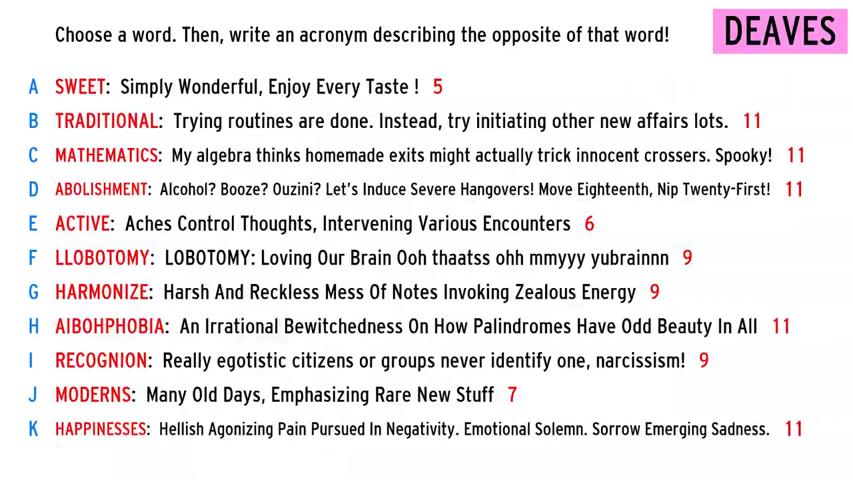 Choose a word. Then, write an acronym describing the opposite of that word!
DEAVES
A SWEET: Simply Wonderful, Enjoy Every Taste ! 5
B TRADITIONAL: Trying routines are done. Instead, try initiating other new affairs lots. 11
C MATHEMATICS: My algebra thinks homemade exits might actually trick innocent crossers. Spooky! 11
D ABOLISHMENT: Alcohol? Booze? Ouzini? Let's Induce Severe Hangovers! Move Eighteenth, Nip Twenty-First! 11
E ACTIVE: Aches Control Thoughts, Intervening Various Encounters 6
F LLOBOTOMY: LOBOTOMY: Loving Our Brain Ooh thaatss ohh mmyyy yubrainnn 9
G HARMONIZE: Harsh And Reckless Mess Of Notes Invoking Zealous Energy 9
H AIBOHPHOBIA: An Irrational Bewitchedness On How Palindromes Have Odd Beauty In All 11
I RECOGNION: Really egotistic citizens or groups never identify one, narcissism! 9
J MODERNS: Many Old Days, Emphasizing Rare New Stuff 7
K HAPPINESSES: Hellish Agonizing Pain Pursued In Negativity. Emotional Solemn. Sorrow Emerging Sadness. 11